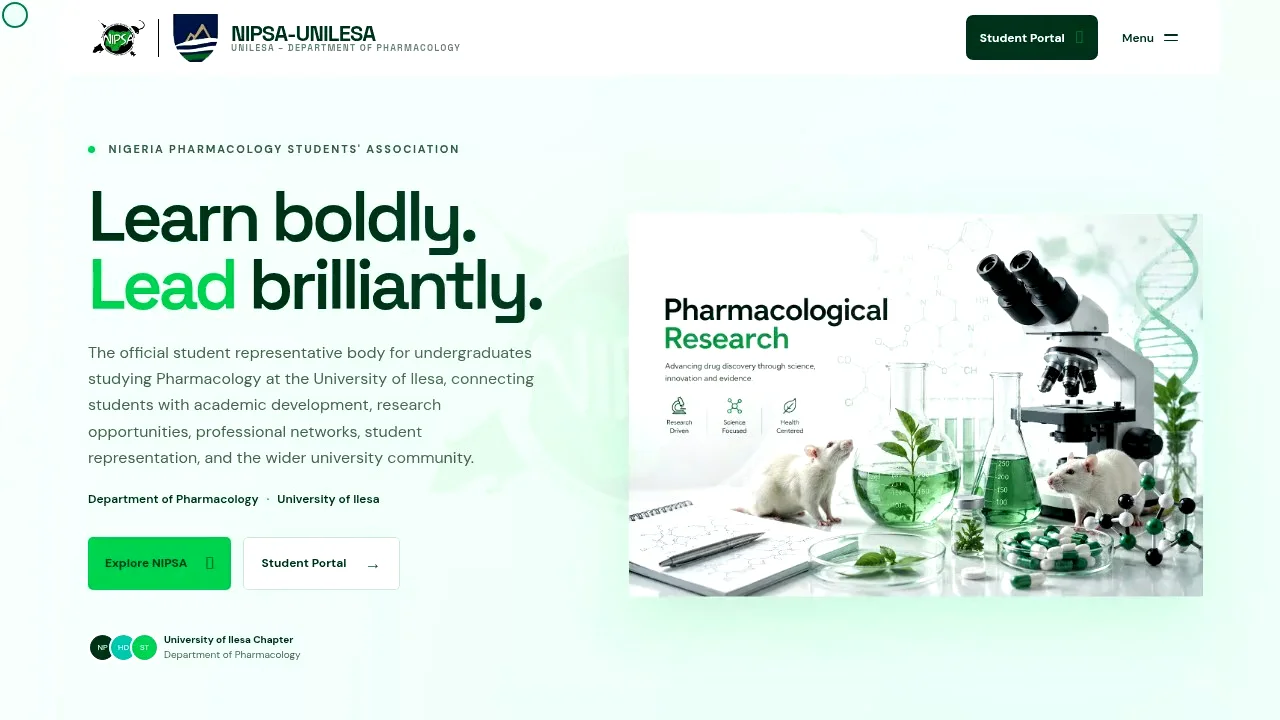 NIPSA
NIPSA-UNILESA
UNILESA – DEPARTMENT OF PHARMACOLOGY
Student Portal
Menu
NIGERIA PHARMACOLOGY STUDENTS' ASSOCIATION
Learn boldly.
Lead brilliantly.
The official student representative body for undergraduates
studying Pharmacology at the University of Ilesa, connecting
students with academic development, research
opportunities, professional networks, student
representation, and the wider university community.
Department of Pharmacology · University of Ilesa
Explore NIPSA
Student Portal →
NP HD ST
University of Ilesa Chapter
Department of Pharmacology
Pharmacological
Research
Advancing drug discovery through science,
innovation and evidence
Research
Driven
Science
Focused
Health
Centered